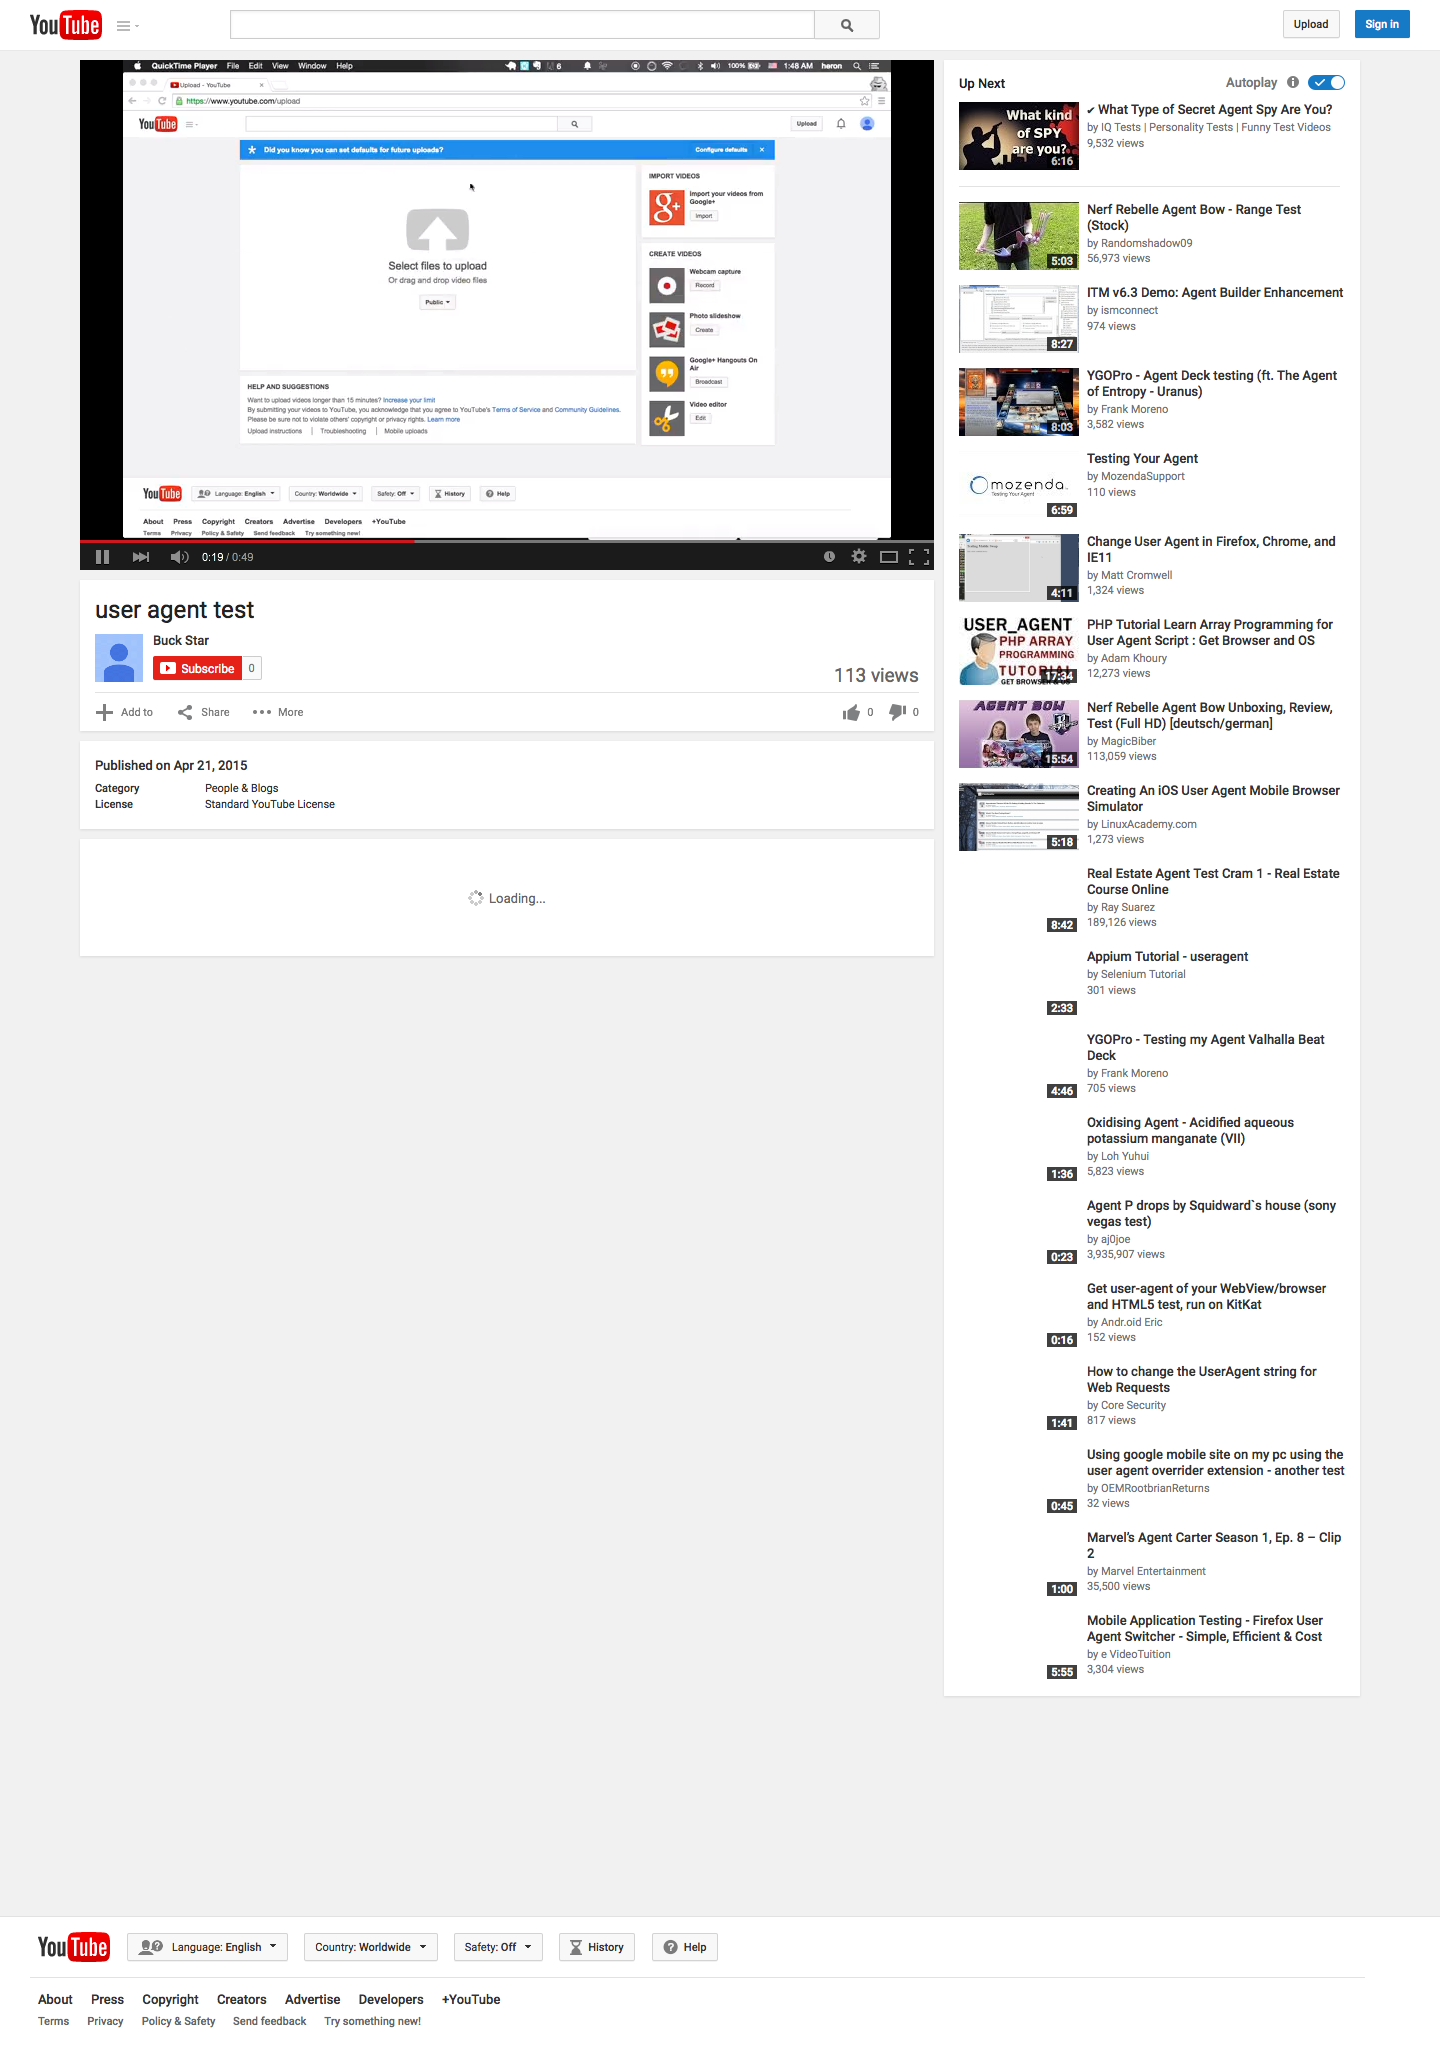 YouTube
Upload
Sign in
QuickTime Player File Edit View Window Help
6
100%
1:48 AM heron
Upload - YouTube
https://www.youtube.com/upload
YouTube
Upload
Did you know you can set defaults for future uploads?
Configure defaults
Select files to upload
Or drag and drop video files
Public
IMPORT VIDEOS
Import your videos from
Google+
Import
CREATE VIDEOS
Webcam capture
Record
Photo slideshow
Create
Google+ Hangouts On
Air
Broadcast
Video editor
Edit
HELP AND SUGGESTIONS
Want to upload videos longer than 15 minutes? Increase your limit
By submitting your videos to YouTube, you acknowledge that you agree to YouTube's Terms of Service and Community Guidelines.
Please be sure not to violate others' copyright or privacy rights. Learn more
Upload instructions | Troubleshooting | Mobile uploads
YouTube
Language: English
Country: Worldwide
Safety: Off
History
Help
About Press Copyright Creators Advertise Developers +YouTube
Terms Privacy Policy & Safety Send feedback Try something new!
0:19 / 0:49
user agent test
Buck Star
Subscribe 0
113 views
Add to
Share
More
0
0
Published on Apr 21, 2015
Category People & Blogs
License Standard YouTube License
Loading...
Up Next
Autoplay
What kind
of SPY
are you?
6:16
✔ What Type of Secret Agent Spy Are You?
by IQ Tests | Personality Tests | Funny Test Videos
9,532 views
5:03
Nerf Rebelle Agent Bow - Range Test
(Stock)
by Randomshadow09
56,973 views
8:27
ITM v6.3 Demo: Agent Builder Enhancement
by ismconnect
974 views
8:03
YGOPro - Agent Deck testing (ft. The Agent
of Entropy - Uranus)
by Frank Moreno
3,582 views
mozenda
Testing Your Agent
6:59
Testing Your Agent
by MozendaSupport
110 views
4:11
Change User Agent in Firefox, Chrome, and
IE11
by Matt Cromwell
1,324 views
USER_AGENT
PHP ARRAY
PROGRAMMING
TUTORIAL
GET BROWSER & OS
17:34
PHP Tutorial Learn Array Programming for
User Agent Script : Get Browser and OS
by Adam Khoury
12,273 views
AGENT BOW
15:54
Nerf Rebelle Agent Bow Unboxing, Review,
Test (Full HD) [deutsch/german]
by MagicBiber
113,059 views
5:18
Creating An iOS User Agent Mobile Browser
Simulator
by LinuxAcademy.com
1,273 views
8:42
Real Estate Agent Test Cram 1 - Real Estate
Course Online
by Ray Suarez
189,126 views
2:33
Appium Tutorial - useragent
by Selenium Tutorial
301 views
4:46
YGOPro - Testing my Agent Valhalla Beat
Deck
by Frank Moreno
705 views
1:36
Oxidising Agent - Acidified aqueous
potassium manganate (VII)
by Loh Yuhui
5,823 views
0:23
Agent P drops by Squidward`s house (sony
vegas test)
by aj0joe
3,935,907 views
0:16
Get user-agent of your WebView/browser
and HTML5 test, run on KitKat
by Andr.oid Eric
152 views
1:41
How to change the UserAgent string for
Web Requests
by Core Security
817 views
0:45
Using google mobile site on my pc using the
user agent overrider extension - another test
by OEMRootbrianReturns
32 views
1:00
Marvel's Agent Carter Season 1, Ep. 8 – Clip
2
by Marvel Entertainment
35,500 views
5:55
Mobile Application Testing - Firefox User
Agent Switcher - Simple, Efficient & Cost
by e VideoTuition
3,304 views
YouTube
Language: English
Country: Worldwide
Safety: Off
History
Help
About Press Copyright Creators Advertise Developers +YouTube
Terms Privacy Policy & Safety Send feedback Try something new!